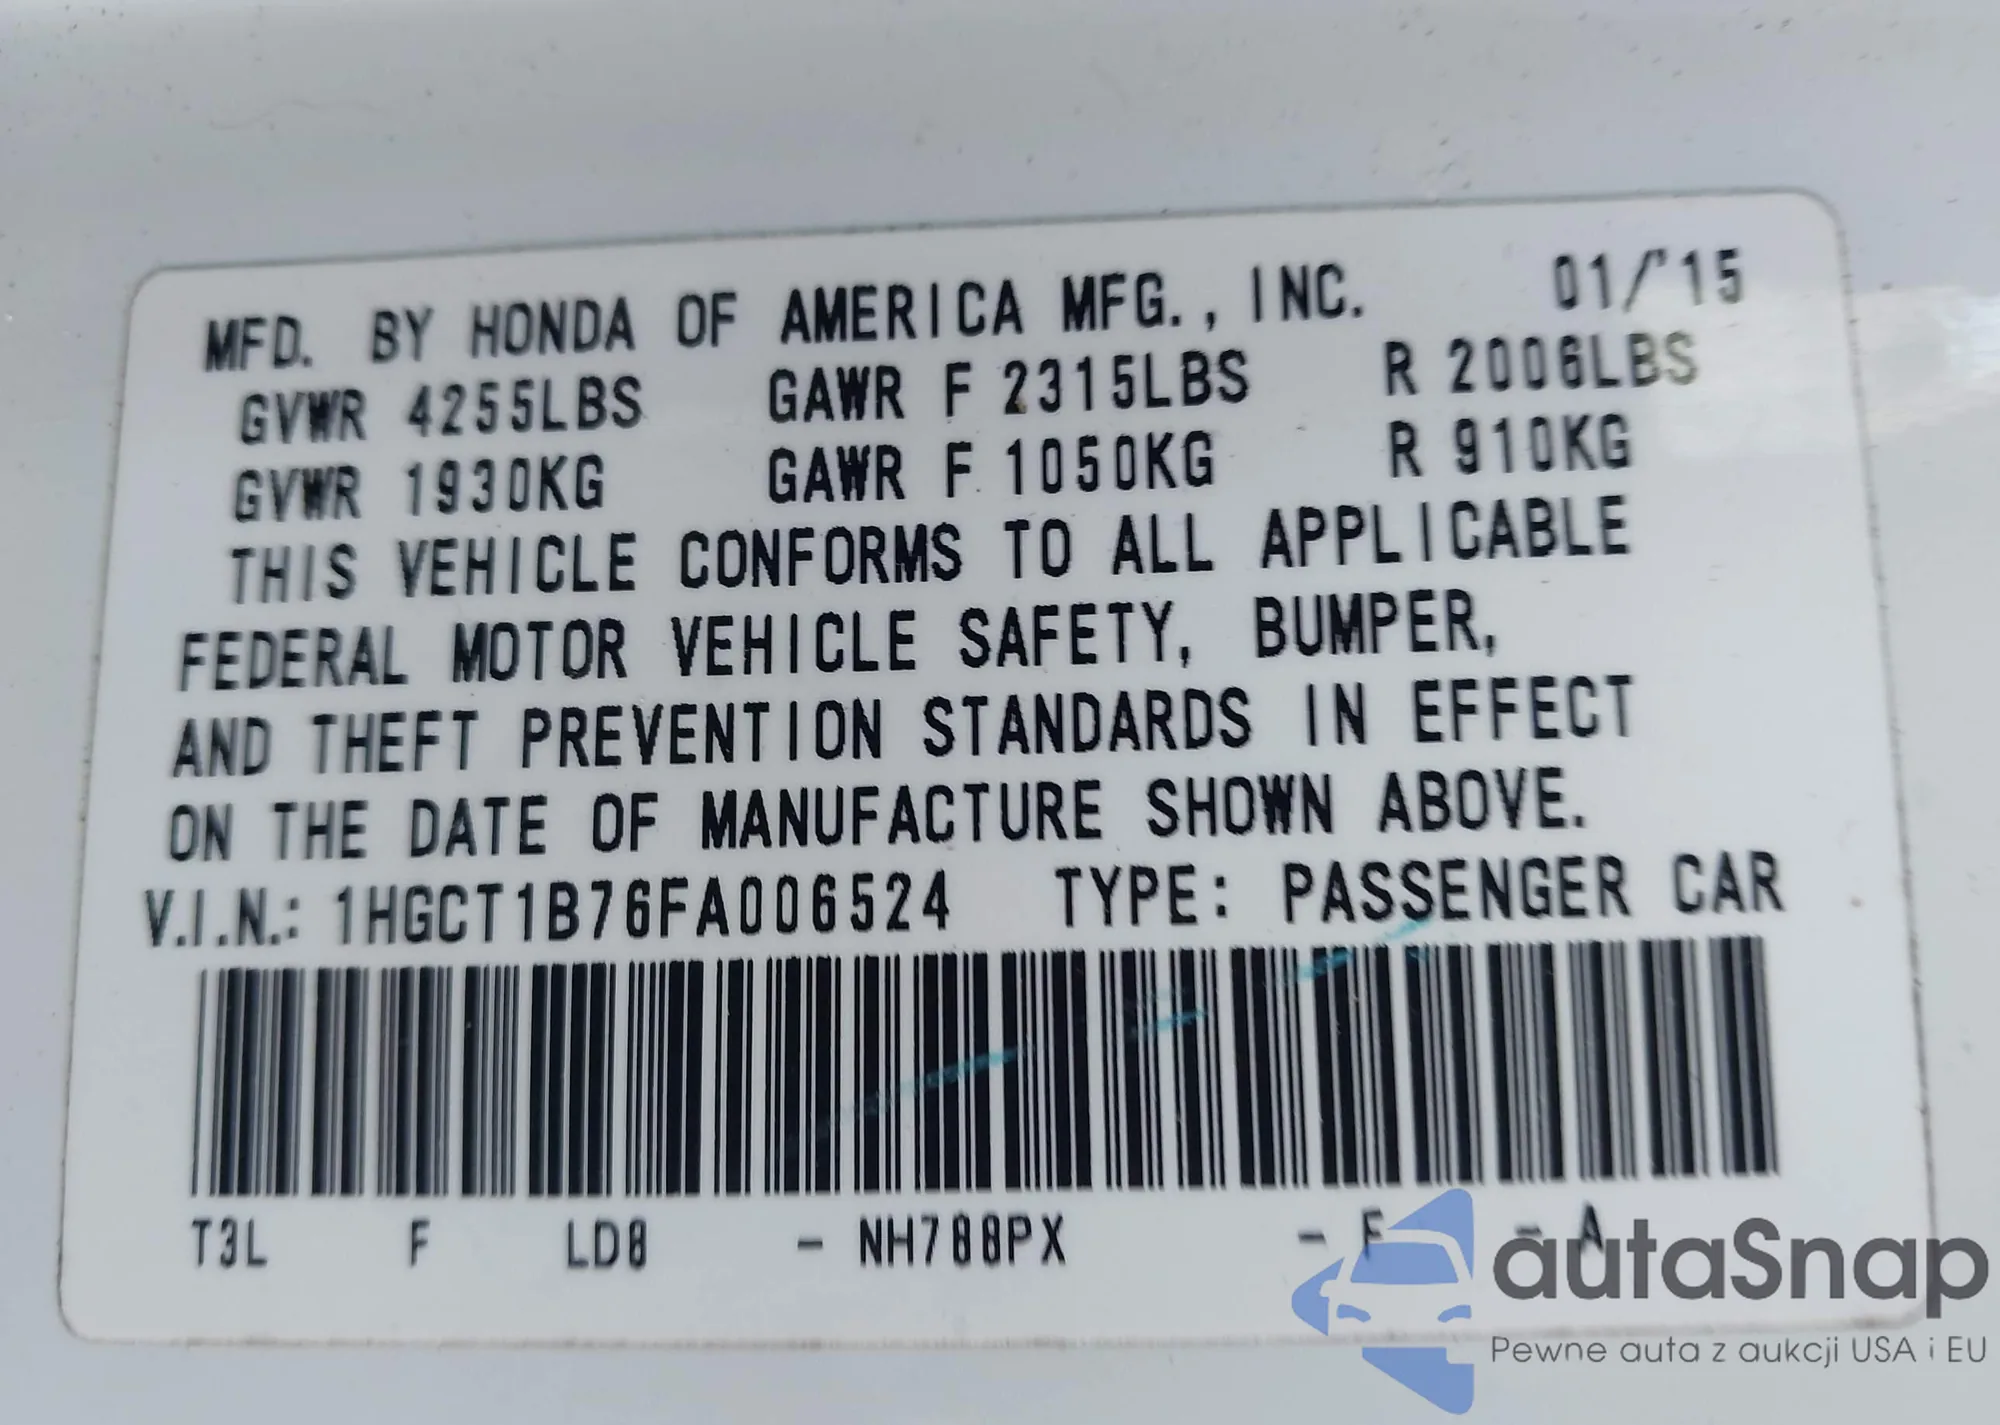 MFD. BY HONDA OF AMERICA MFG., INC. 01/'15
GVWR 4255LBS GAWR F 2315LBS R 2006LBS
GVWR 1930KG GAWR F 1050KG R 910KG
THIS VEHICLE CONFORMS TO ALL APPLICABLE
FEDERAL MOTOR VEHICLE SAFETY, BUMPER,
AND THEFT PREVENTION STANDARDS IN EFFECT
ON THE DATE OF MANUFACTURE SHOWN ABOVE.
V.I.N.: 1HGCT1B76FA006524 TYPE: PASSENGER CAR
T3L F LD8 - NH788PX - F - A
autaSnap
Pewne auta z aukcji USA i EU